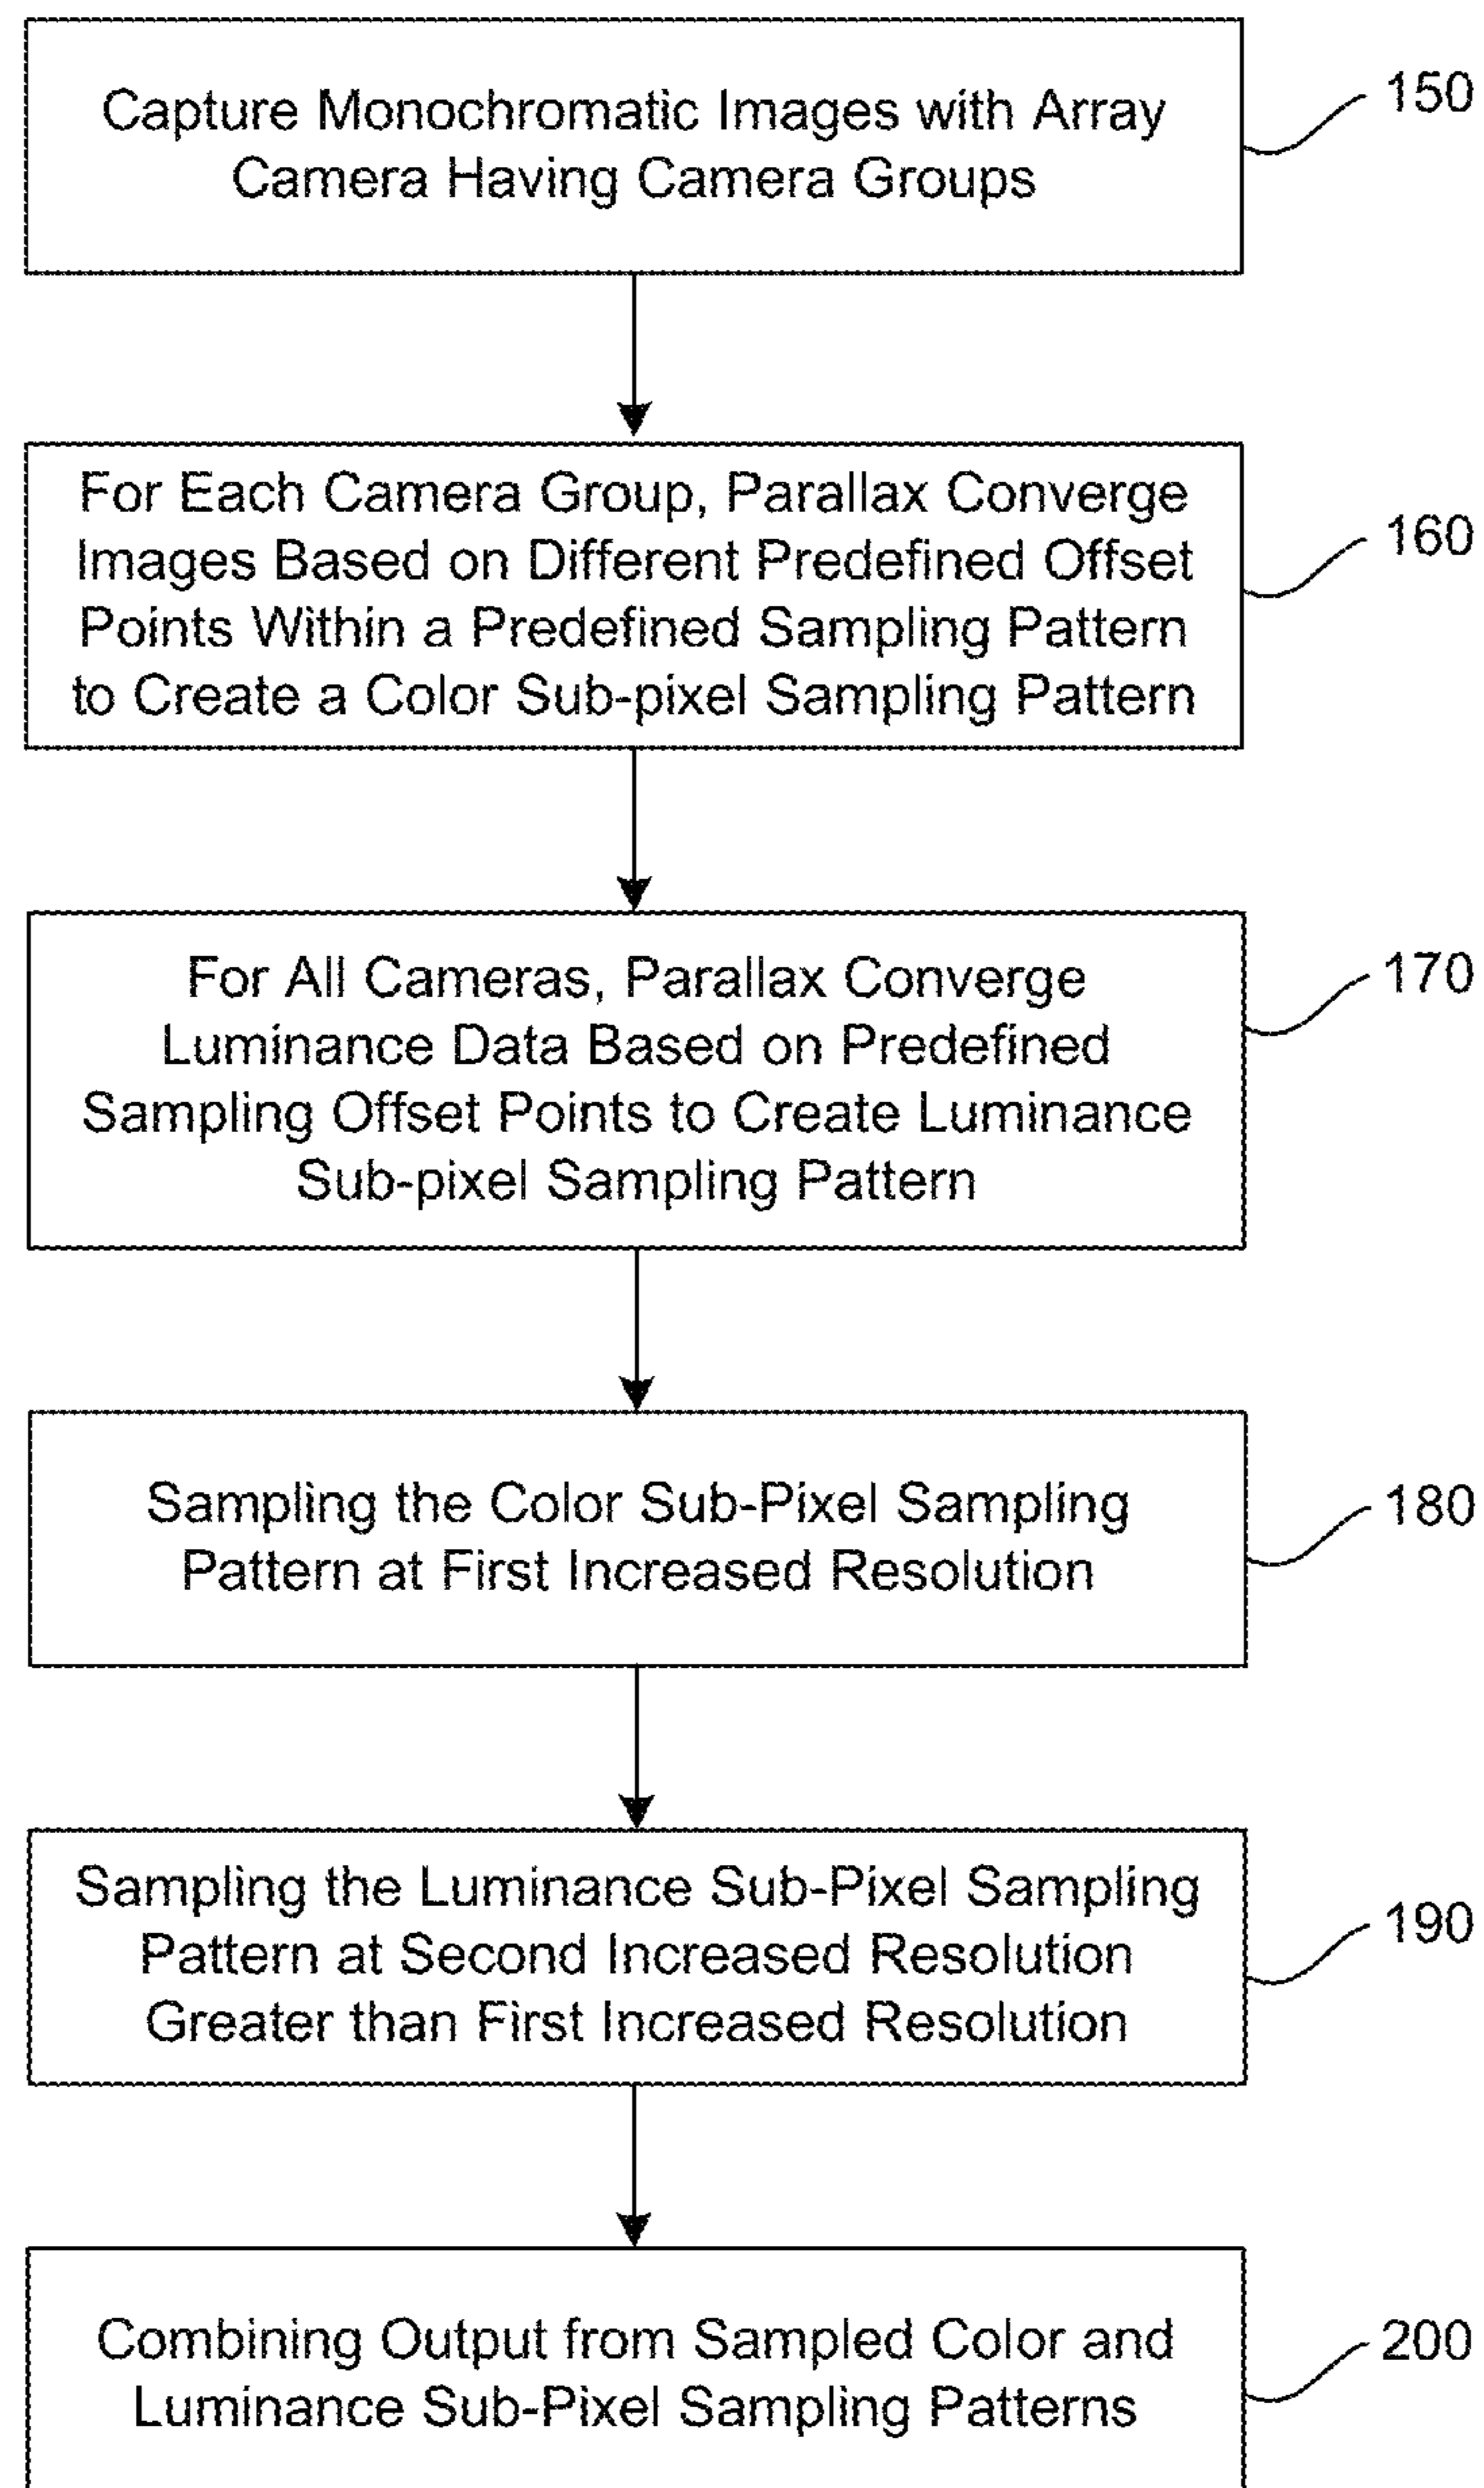 Capture Monochromatic Images with Array
Camera Having Camera Groups
150
For Each Camera Group, Parallax Converge
Images Based on Different Predefined Offset
Points Within a Predefined Sampling Pattern
to Create a Color Sub-pixel Sampling Pattern
160
For All Cameras, Parallax Converge
Luminance Data Based on Predefined
Sampling Offset Points to Create Luminance
Sub-pixel Sampling Pattern
170
Sampling the Color Sub-Pixel Sampling
Pattern at First Increased Resolution
180
Sampling the Luminance Sub-Pixel Sampling
Pattern at Second Increased Resolution
Greater than First Increased Resolution
190
Combining Output from Sampled Color and
Luminance Sub-Pixel Sampling Patterns
200